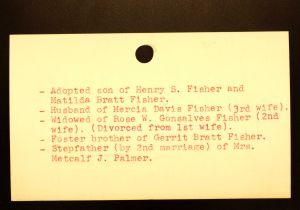 - Adopted son of Henry S. Fisher and
Matilda Bratt Fisher.
- Husband of Mercia Davis Fisher (3rd wife).
- Widowed of Rose W. Gonsalves Fisher (2nd
wife). (Divorced from 1st wife).
- Foster brother of Gerrit Bratt Fisher.
- Stepfather (by 2nd marriage) of Mrs.
Metcalf J. Palmer.